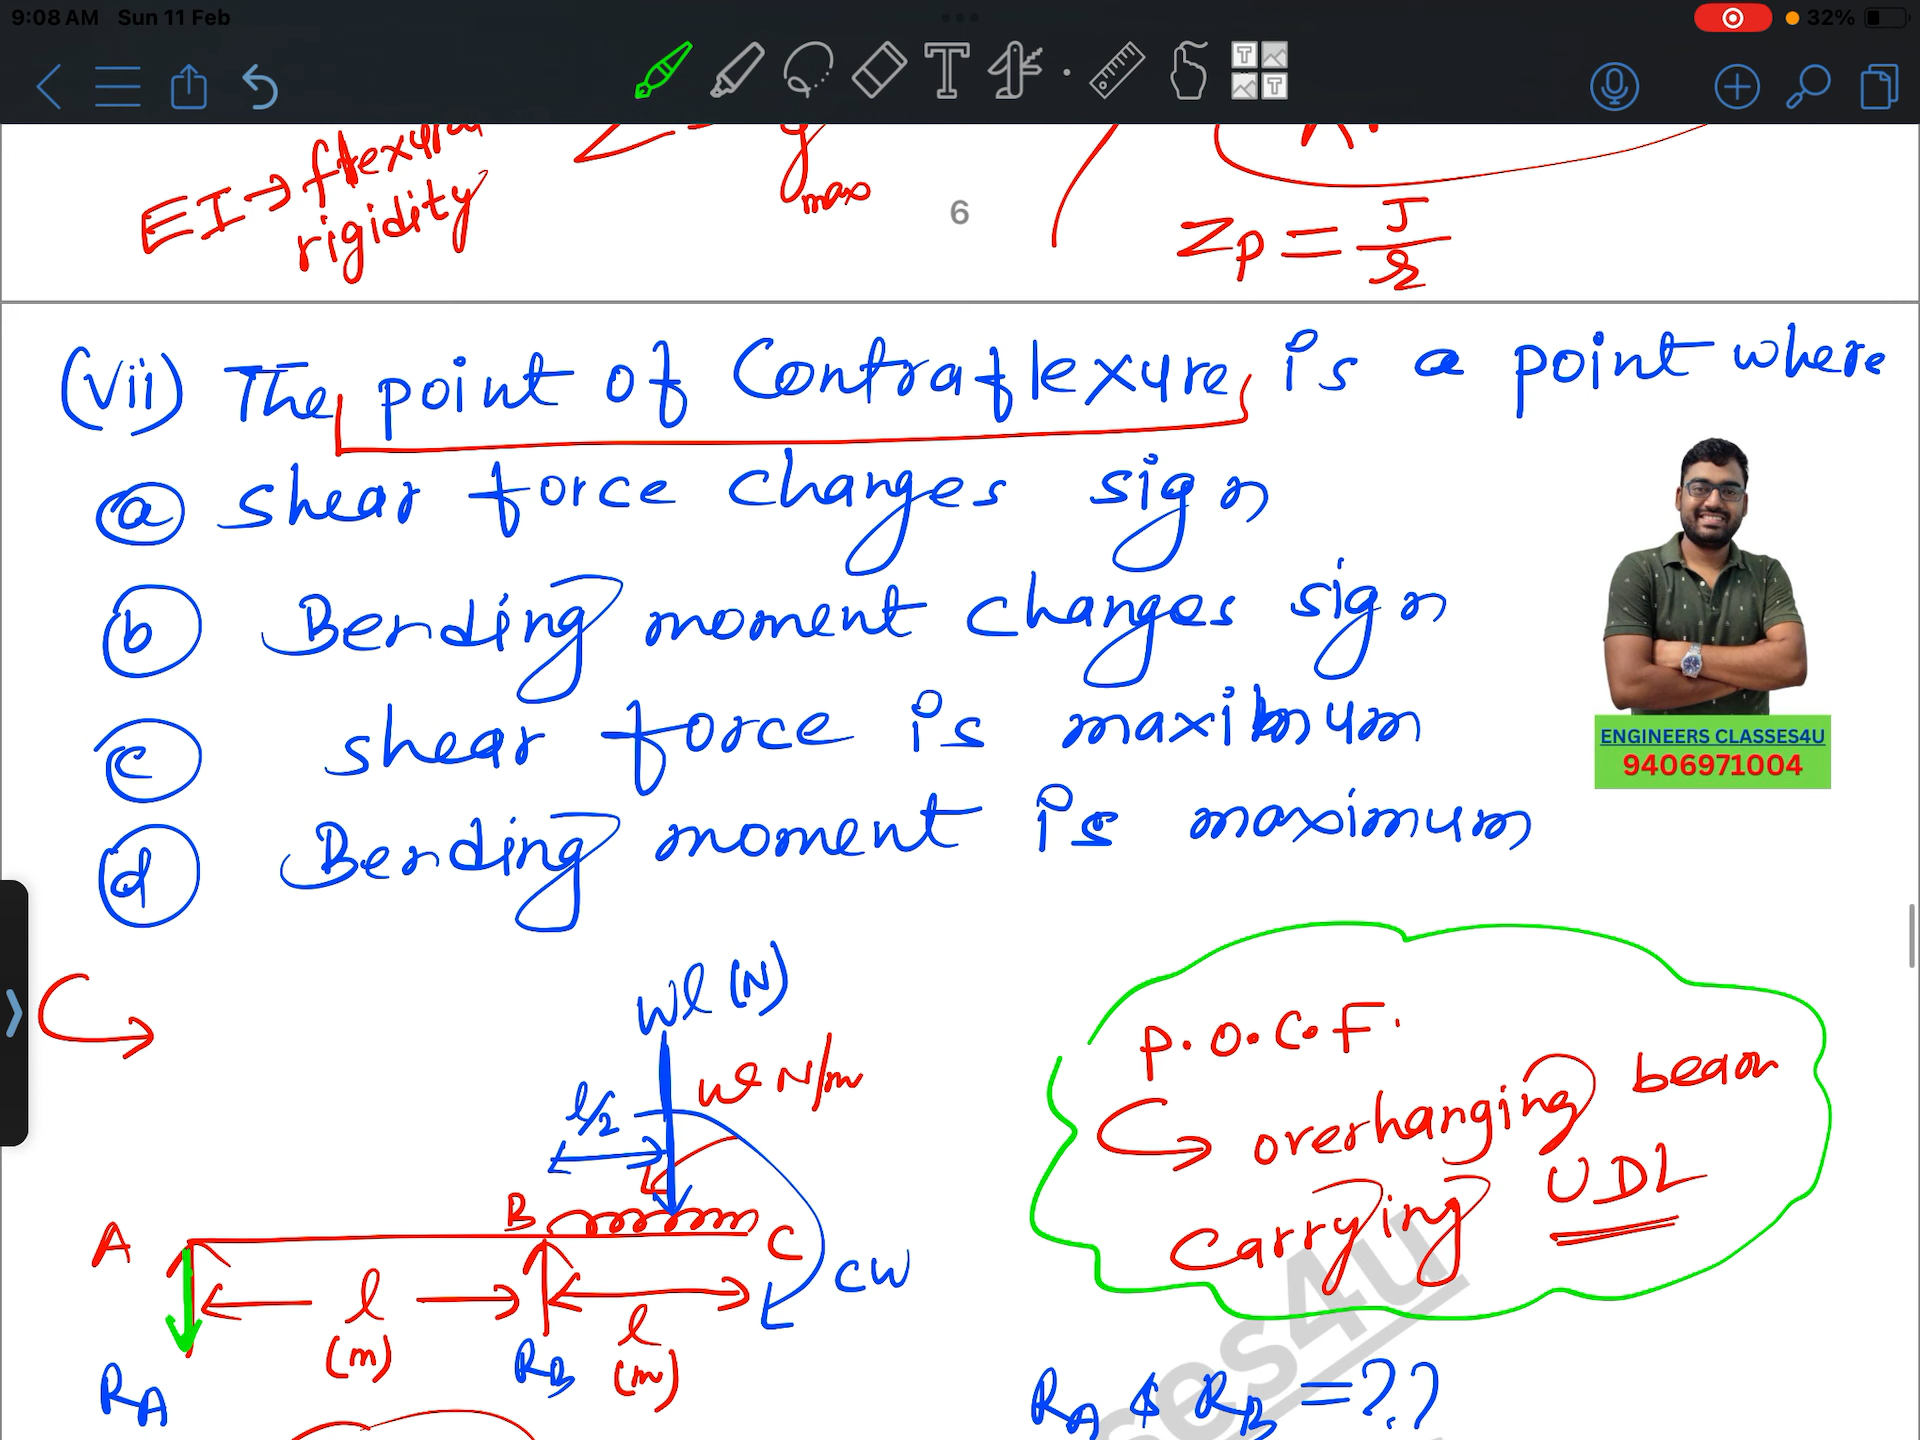 9:08 AM Sun 11 Feb
32%
EI → flexural
rigidity
Z =
y max
6
Zp = J/r
(vii) The point of Contraflexure is a point where
(a) shear force changes sign
(b) Bending moment changes sign
(c) shear force is maximum
(d) Bending moment is maximum
ENGINEERS CLASSES4U
9406971004
Wl (N)
w N/m
l/2
A
B
C
CW
l
(m)
l
(m)
RA
RB
P.O.C.F.
overhanging beam
carrying UDL
RA & RB = ??
ses4u